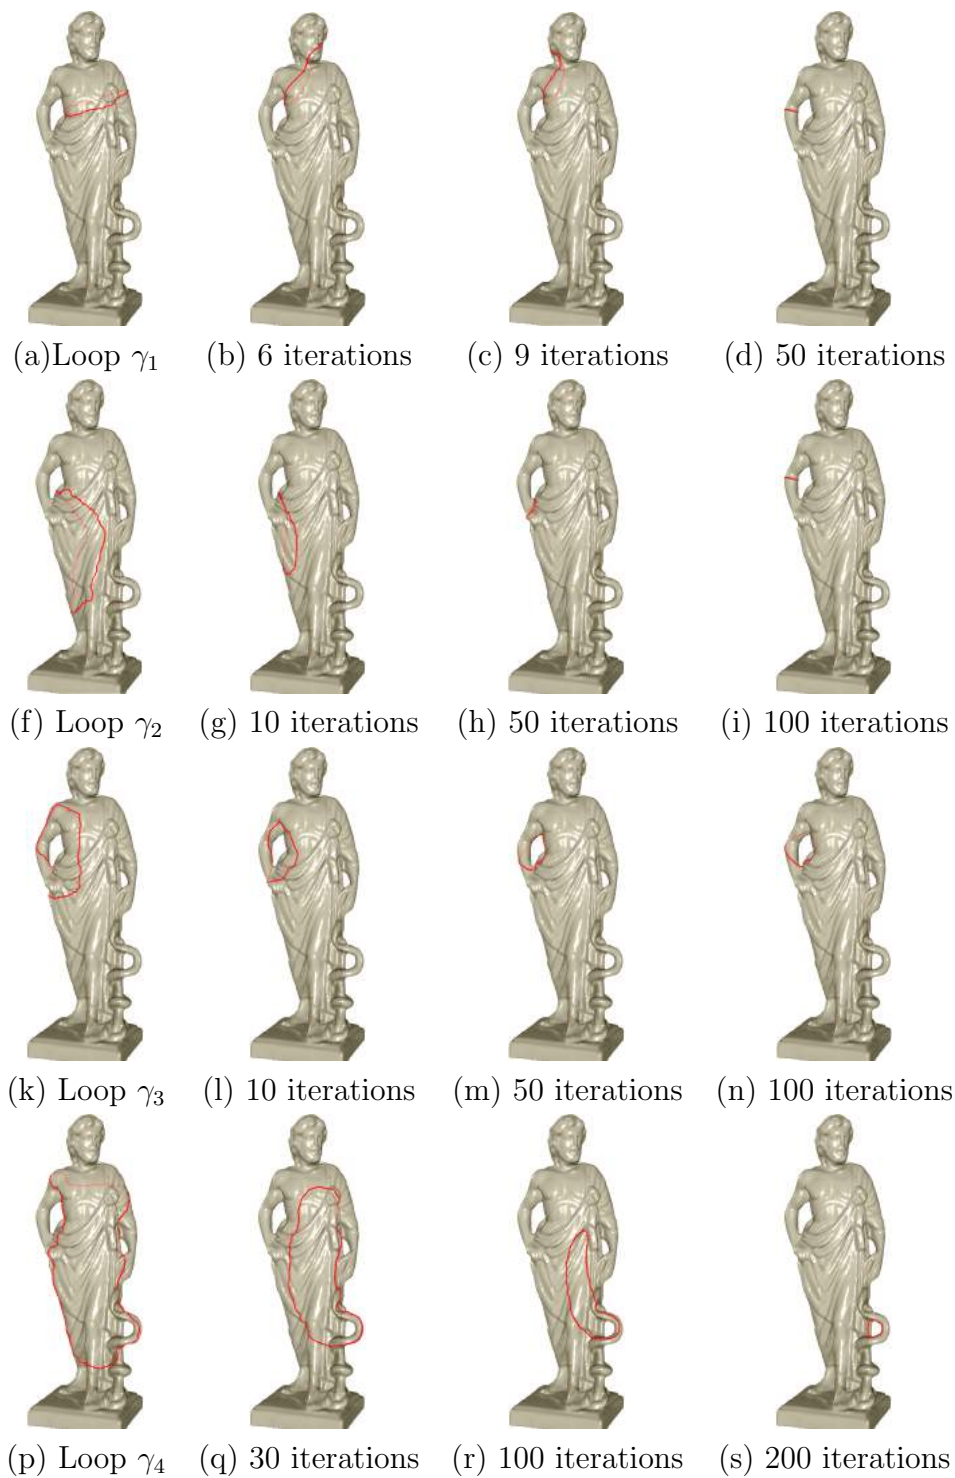 (a)Loop γ₁ (b) 6 iterations (c) 9 iterations (d) 50 iterations
(f) Loop γ₂ (g) 10 iterations (h) 50 iterations (i) 100 iterations
(k) Loop γ₃ (l) 10 iterations (m) 50 iterations (n) 100 iterations
(p) Loop γ₄ (q) 30 iterations (r) 100 iterations (s) 200 iterations